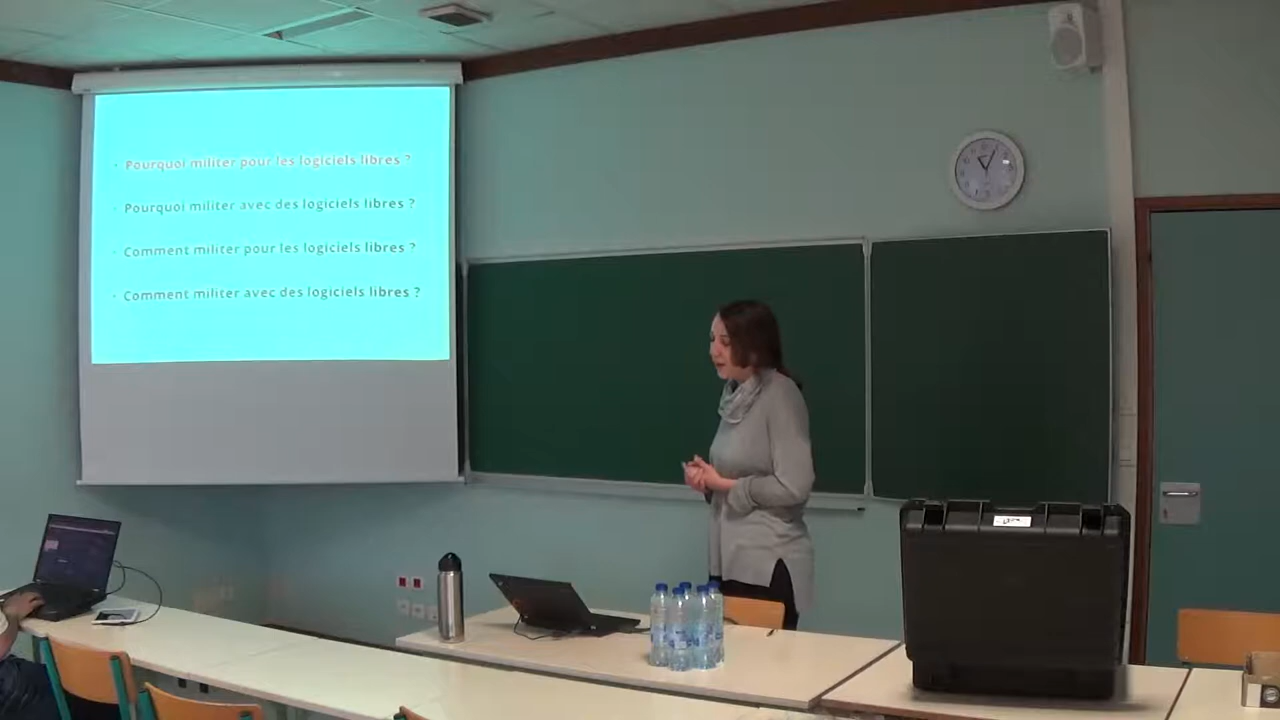 Pourquoi militer pour les logiciels libres ?
Pourquoi militer avec des logiciels libres ?
Comment militer pour les logiciels libres ?
Comment militer avec des logiciels libres ?